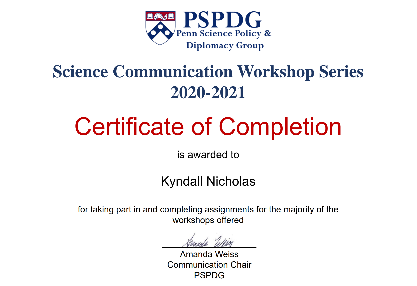 PSPDG
Penn Science Policy &
Diplomacy Group
Science Communication Workshop Series
2020-2021
Certificate of Completion
is awarded to
Kyndall Nicholas
for taking part in and completing assignments for the majority of the
workshops offered
Amanda Weiss
Amanda Weiss
Communication Chair
PSPDG